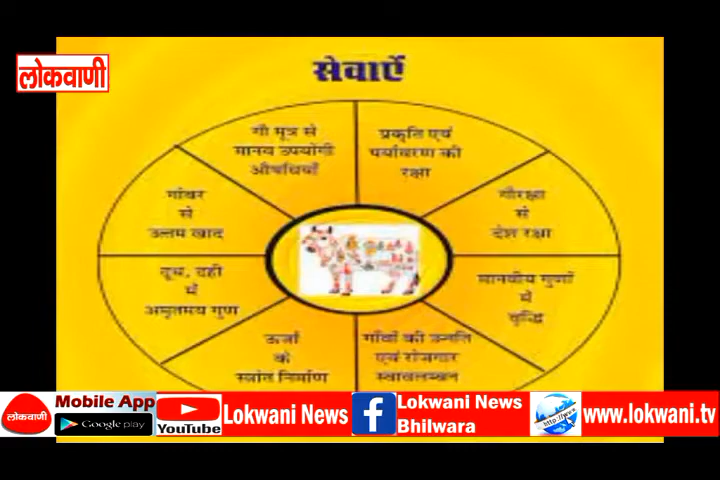 लोकवाणी
सेवाऐं
गौ मूत्र से
मानव उपयोगी
औषधियाँ
प्रकृति एवं
पर्यावरण की
रक्षा
गौरक्षा
से
देश रक्षा
मानवीय गुणों
में
वृद्धि
गाँवों की उन्नति
एवं रोजगार
स्वावलम्बन
ऊर्जा
के
स्त्रोत निर्माण
दूध, दही
में
अमृतमय गुण
गोबर
से
उत्तम खाद
लोकवाणी
Mobile App
Google play
YouTube
Lokwani News
f
Lokwani News
Bhilwara
http://www
www.lokwani.tv